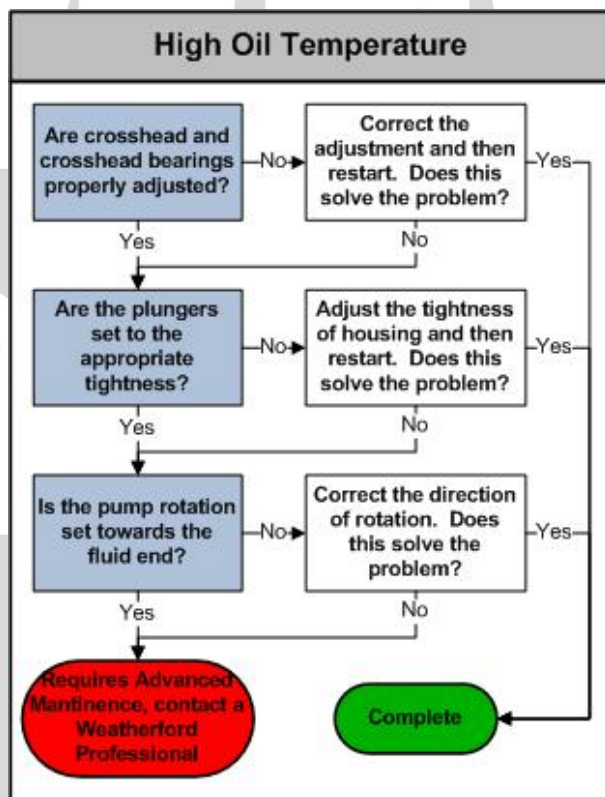 High Oil Temperature
Are crosshead and
crosshead bearings
properly adjusted?
No
Correct the
adjustment and then
restart. Does this
solve the problem?
Yes
Yes
No
Are the plungers
set to the
appropriate
tightness?
No
Adjust the tightness
of housing and then
restart. Does this
solve the problem?
Yes
Yes
No
Is the pump rotation
set towards the
fluid end?
No
Correct the direction
of rotation. Does
this solve the
problem?
Yes
Yes
No
Requires Advanced
Mantinence, contact a
Weatherford
Professional
Complete